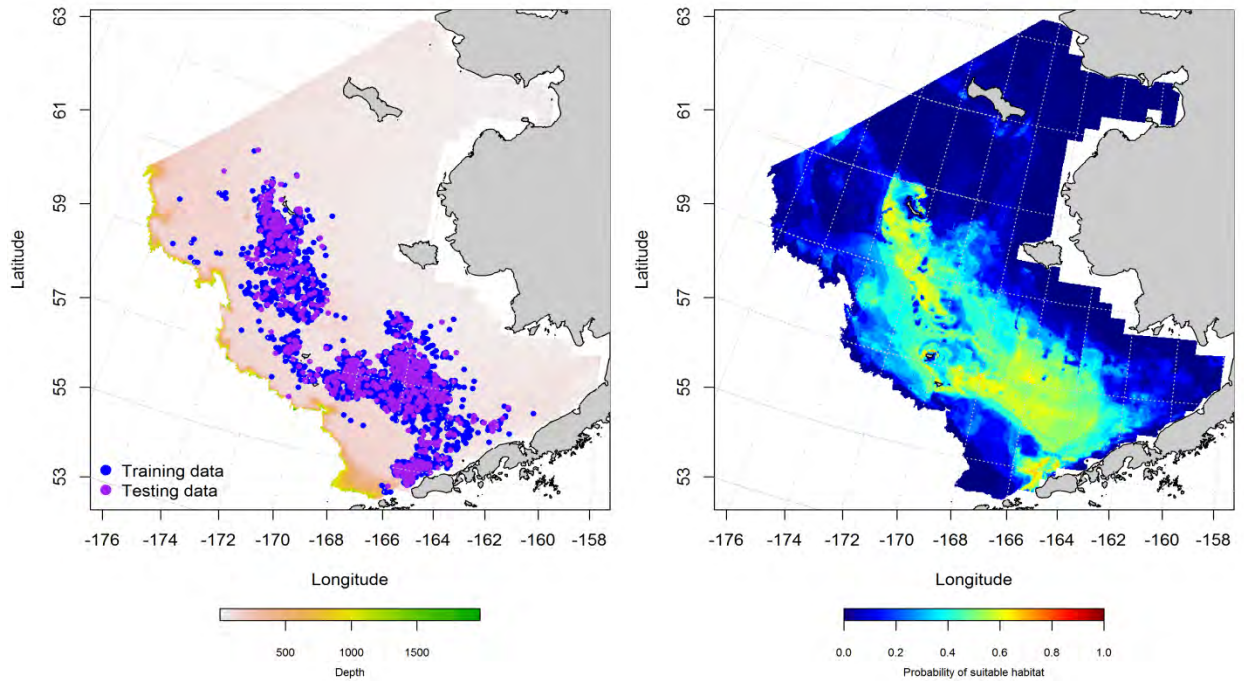 63
61
59
57
55
53
Latitude
Training data
Testing data
-176 -174 -172 -170 -168 -166 -164 -162 -160 -158
Longitude
500 1000 1500
Depth
63
61
59
57
55
53
Latitude
-176 -174 -172 -170 -168 -166 -164 -162 -160 -158
Longitude
0.0 0.2 0.4 0.6 0.8 1.0
Probability of suitable habitat